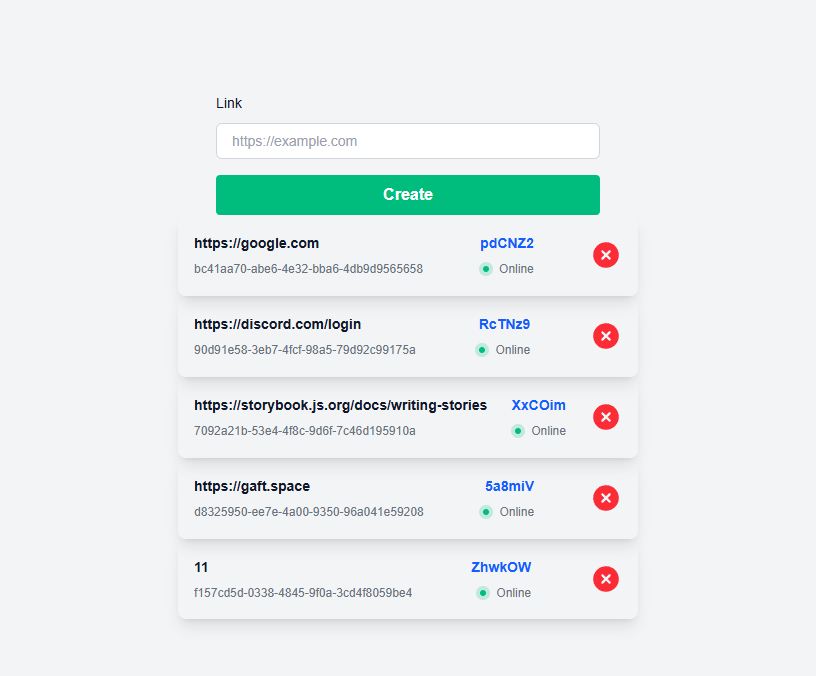 Link
https://example.com
Create
https://google.com pdCNZ2
bc41aa70-abe6-4e32-bba6-4db9d9565658 Online
https://discord.com/login RcTNz9
90d91e58-3eb7-4fcf-98a5-79d92c99175a Online
https://storybook.js.org/docs/writing-stories XxCOim
7092a21b-53e4-4f8c-9d6f-7c46d195910a Online
https://gaft.space 5a8miV
d8325950-ee7e-4a00-9350-96a041e59208 Online
11 ZhwkOW
f157cd5d-0338-4845-9f0a-3cd4f8059be4 Online